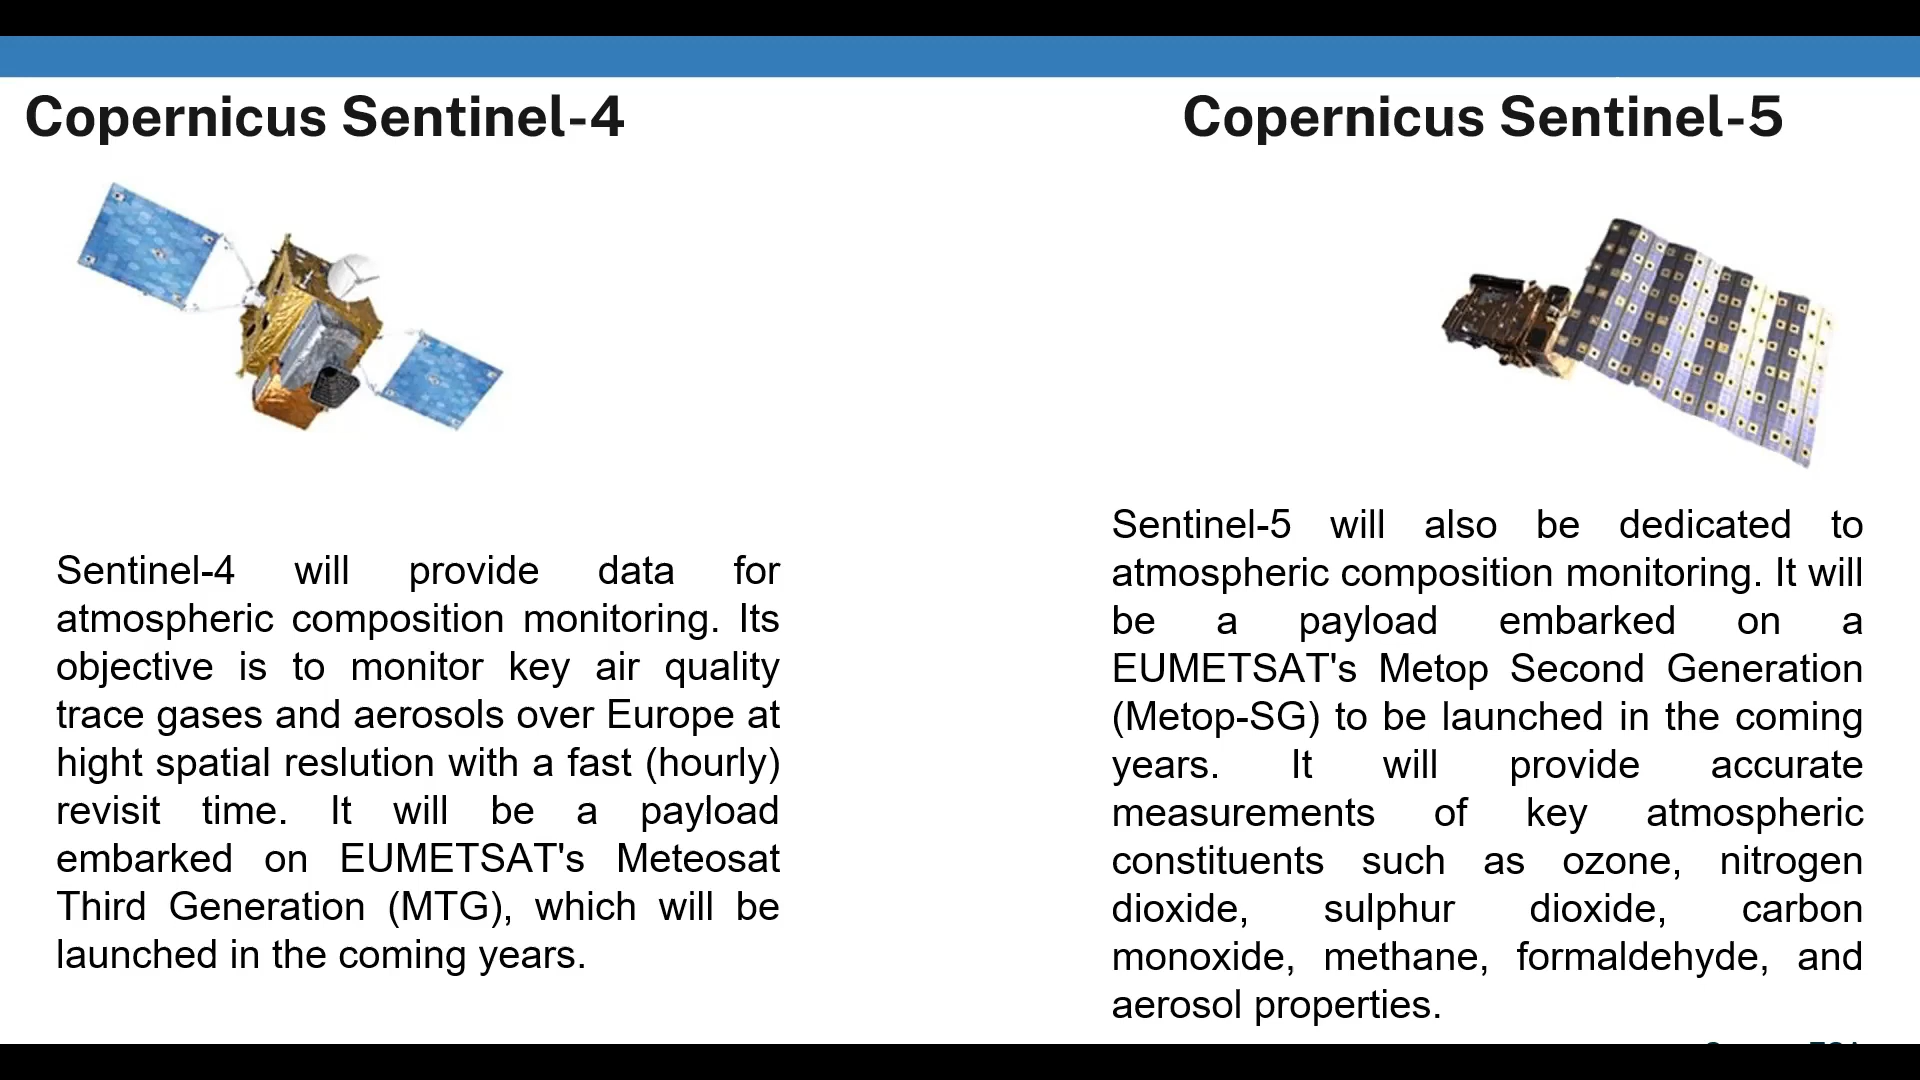 Copernicus Sentinel-4
Sentinel-4 will provide data for
atmospheric composition monitoring. Its
objective is to monitor key air quality
trace gases and aerosols over Europe at
hight spatial reslution with a fast (hourly)
revisit time. It will be a payload
embarked on EUMETSAT's Meteosat
Third Generation (MTG), which will be
launched in the coming years.
Copernicus Sentinel-5
Sentinel-5 will also be dedicated to
atmospheric composition monitoring. It will
be a payload embarked on a
EUMETSAT's Metop Second Generation
(Metop-SG) to be launched in the coming
years. It will provide accurate
measurements of key atmospheric
constituents such as ozone, nitrogen
dioxide, sulphur dioxide, carbon
monoxide, methane, formaldehyde, and
aerosol properties.